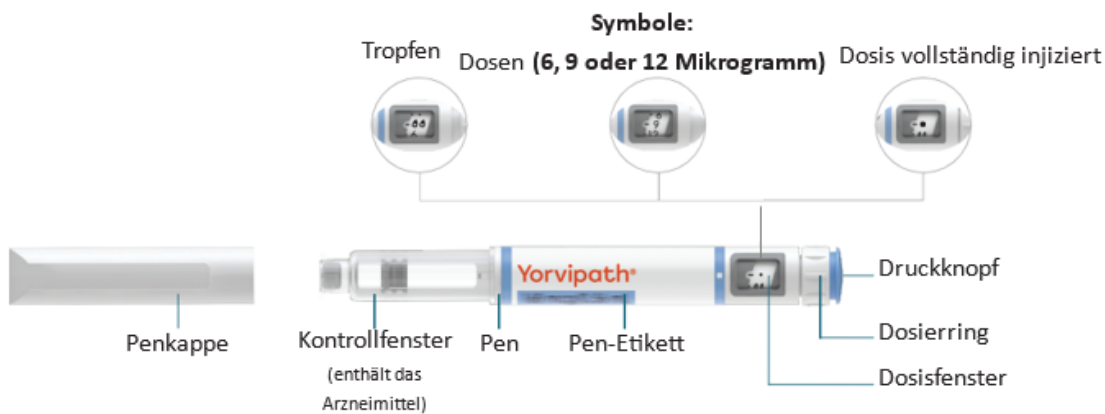 Symbole:
Tropfen
Dosen (6, 9 oder 12 Mikrogramm)
Dosis vollständig injiziert
9
Yorvipath®
Druckknopf
Penkappe
Kontrollfenster
(enthält das
Arzneimittel)
Pen
Pen-Etikett
Dosierring
Dosisfenster